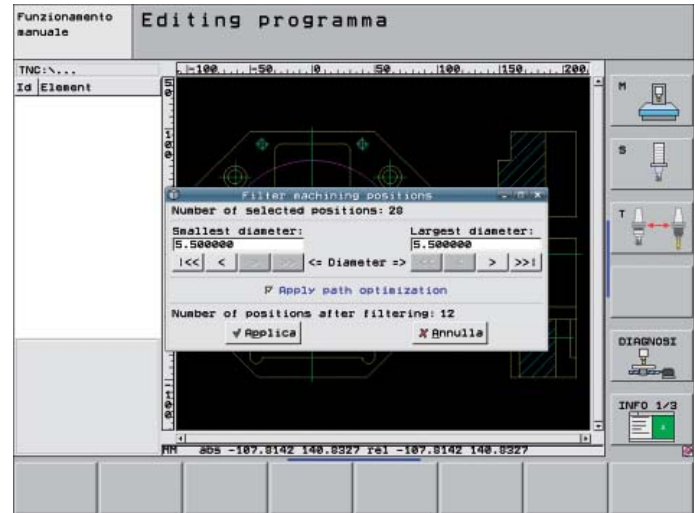 Funzionamento manuale
Editing programma
TNC:\...
Id Element
-100 -50 0 50 100 150 200
Filter machining positions
Number of selected positions: 28
Smallest diameter: Largest diameter:
5.500000 5.500000
|<< < > >> <= Diameter => <<< < > >>|
Apply path optimization
Number of positions after filtering: 12
Applica Annulla
MM abs -107.8142 140.8327 rel -107.8142 140.8327
M
S
T
DIAGNOSI
INFO 1/3